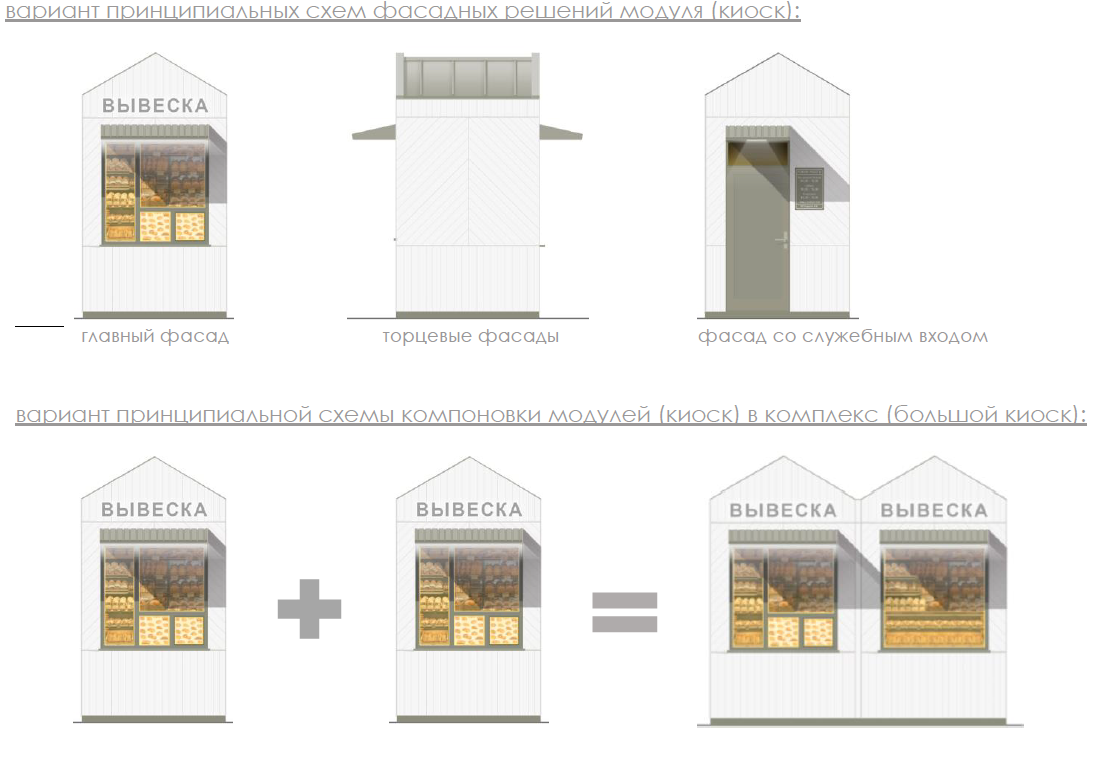 вариант принципиальных схем фасадных решений модуля (киоск):
ВЫВЕСКА
главный фасад
торцевые фасады
фасад со служебным входом
вариант принципиальной схемы компоновки модулей (киоск) в комплекс (большой киоск):
ВЫВЕСКА
+
ВЫВЕСКА
=
ВЫВЕСКА
ВЫВЕСКА